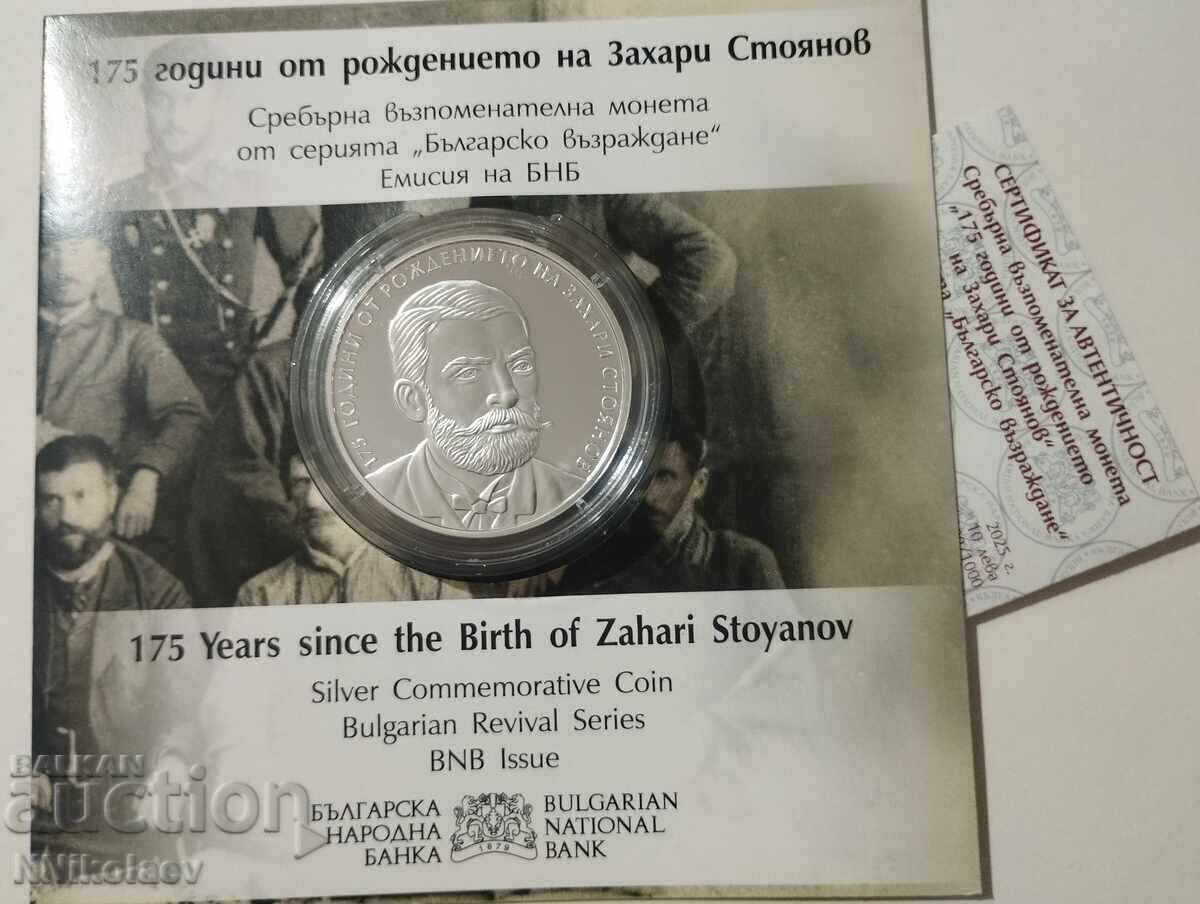 175 години от рождението на Захари Стоянов
Сребърна възпоменателна монета
от серията „Българско възраждане“
Емисия на БНБ
175 ГОДИНИ ОТ РОЖДЕНИЕТО НА ЗАХАРИ СТОЯНОВ
175 Years since the Birth of Zahari Stoyanov
Silver Commemorative Coin
Bulgarian Revival Series
BNB Issue
БЪЛГАРСКА
НАРОДНА
БАНКА
1879
BULGARIAN
NATIONAL
BANK
СЕРТИФИКАТ ЗА АВТЕНТИЧНОСТ
Сребърна възпоменателна монета
„175 години от рождението
на Захари Стоянов“
„Българско възраждане“
2025 г.
10 лева
/1000
BALKAN
auction
NNikolaev